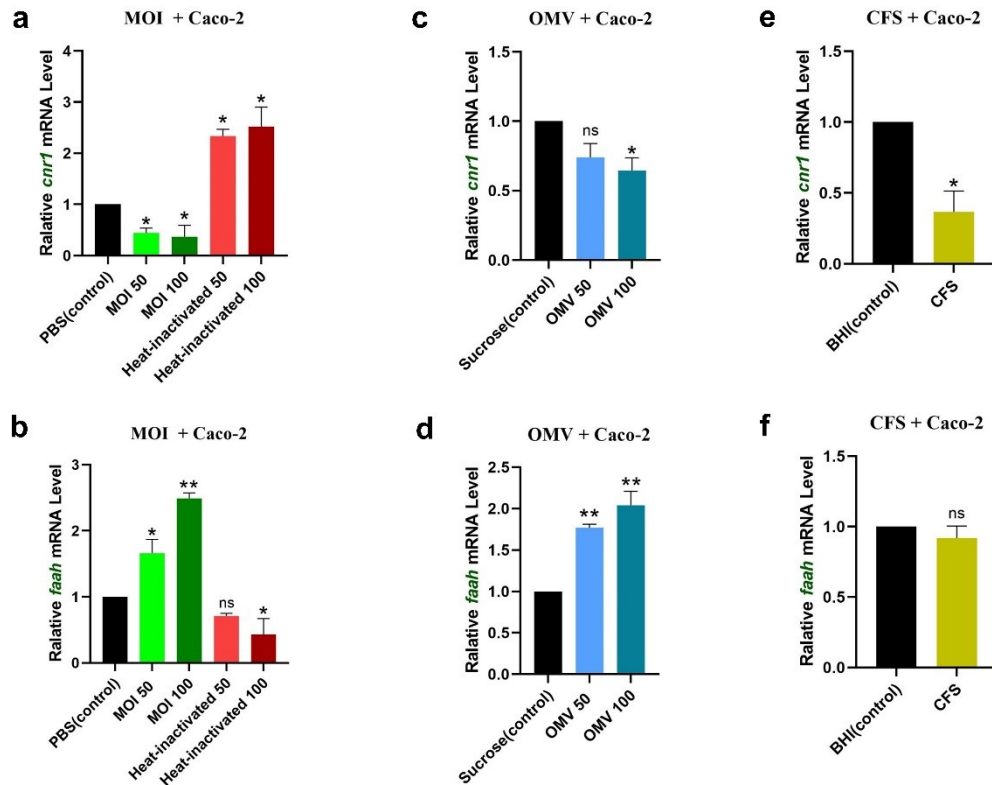 a
MOI + Caco-2
Ralative cnr1 mRNA Level
4
3
2
1
0
*
*
*
*
PBS(control)
MOI 50
MOI 100
Heat-inactivated 50
Heat-inactivated 100
c
OMV + Caco-2
Ralative cnr1 mRNA Level
1.5
1.0
0.5
0.0
ns
*
Sucrose(control)
OMV 50
OMV 100
e
CFS + Caco-2
Ralative cnr1 mRNA Level
1.5
1.0
0.5
0.0
*
BHI(control)
CFS
b
MOI + Caco-2
Ralative faah mRNA Level
3
2
1
0
*
**
ns
*
PBS(control)
MOI 50
MOI 100
Heat-inactivated 50
Heat-inactivated 100
d
OMV + Caco-2
Ralative faah mRNA Level
2.5
2.0
1.5
1.0
0.5
0.0
**
**
Sucrose(control)
OMV 50
OMV 100
f
CFS + Caco-2
Ralative faah mRNA Level
1.5
1.0
0.5
0.0
ns
BHI(control)
CFS